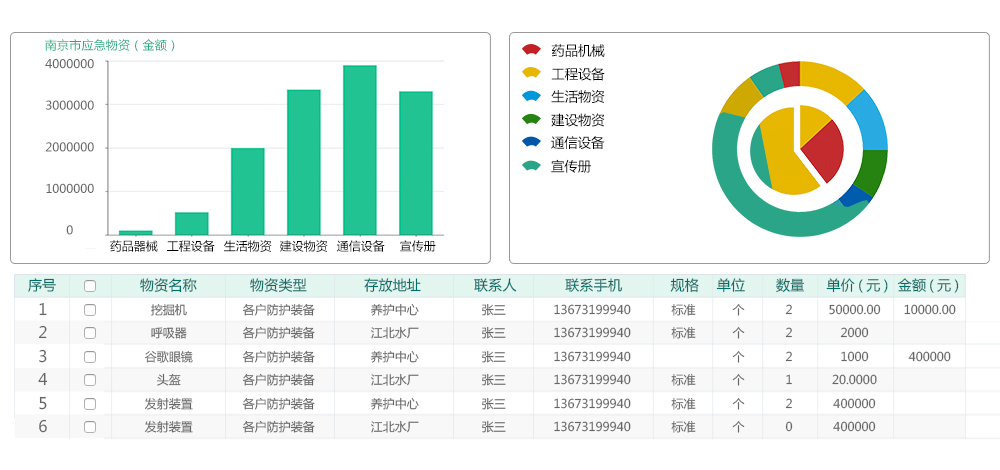 南京市应急物资（金额）
4000000
3000000
2000000
1000000
0
药品器械 工程设备 生活物资 建设物资 通信设备 宣传册
药品机械
工程设备
生活物资
建设物资
通信设备
宣传册
序号 物资名称 物资类型 存放地址 联系人 联系手机 规格 单位 数量 单价（元） 金额（元）
1 挖掘机 各户防护装备 养护中心 张三 13673199940 标准 个 2 50000.00 10000.00
2 呼吸器 各户防护装备 江北水厂 张三 13673199940 标准 个 2 2000
3 谷歌眼镜 各户防护装备 养护中心 张三 13673199940 个 2 1000 400000
4 头盔 各户防护装备 江北水厂 张三 13673199940 标准 个 1 20.0000
5 发射装置 各户防护装备 养护中心 张三 13673199940 标准 个 2 400000
6 发射装置 各户防护装备 江北水厂 张三 13673199940 标准 个 0 400000